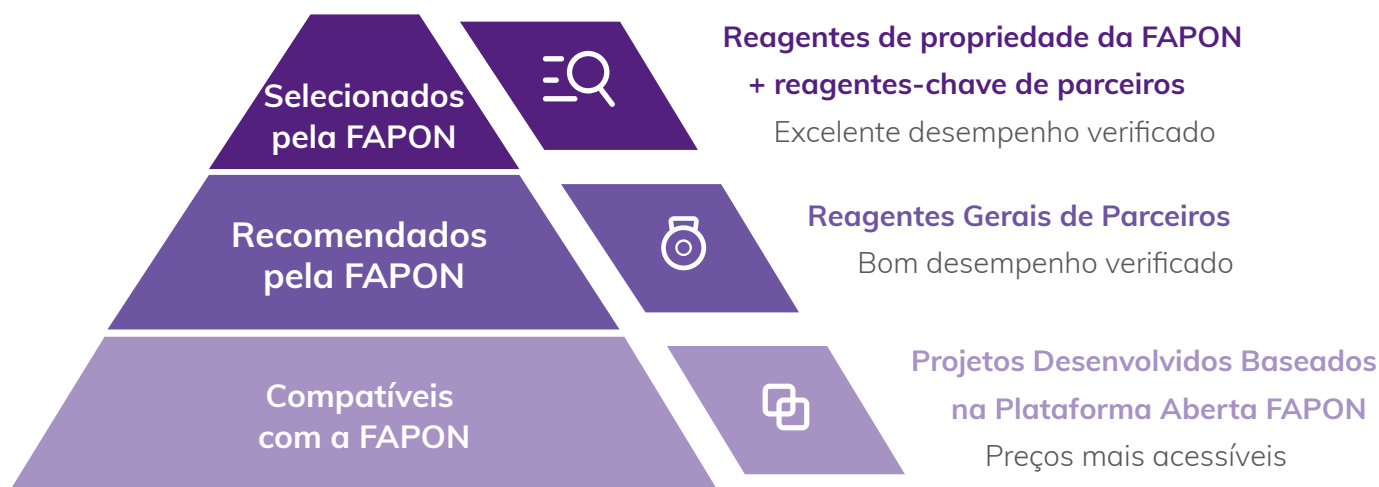 Selecionados
pela FAPON
Reagentes de propriedade da FAPON
+ reagentes-chave de parceiros
Excelente desempenho verificado
Recomendados
pela FAPON
Reagentes Gerais de Parceiros
Bom desempenho verificado
Compatíveis
com a FAPON
Projetos Desenvolvidos Baseados
na Plataforma Aberta FAPON
Preços mais acessíveis